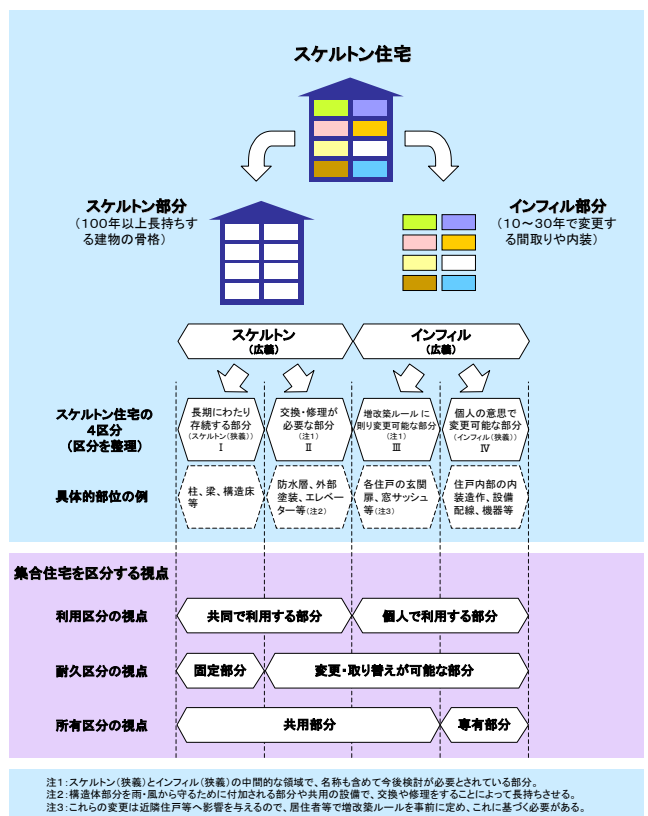 スケルトン住宅
スケルトン部分
（100年以上長持ちす
る建物の骨格）
インフィル部分
（10～30年で変更す
る間取りや内装）
スケルトン
（広義）
インフィル
（広義）
スケルトン住宅の
4区分
（区分を整理）
長期にわたり
存続する部分
（スケルトン（狭義））
Ⅰ
交換・修理が
必要な部分
（注1）
Ⅱ
増改築ルールに
則り変更可能な部分
（注1）
Ⅲ
個人の意思で
変更可能な部分
（インフィル（狭義））
Ⅳ
具体的部位の例
柱、梁、構造床
等
防水層、外部
塗装、エレベー
ター等（注2）
各住戸の玄関
扉、窓サッシュ
等（注3）
住戸内部の内
装造作、設備
配線、機器等
集合住宅を区分する視点
利用区分の視点
共同で利用する部分
個人で利用する部分
耐久区分の視点
固定部分
変更・取り替えが可能な部分
所有区分の視点
共用部分
専有部分
注1：スケルトン（狭義）とインフィル（狭義）の中間的な領域で、名称も含めて今後検討が必要とされている部分。
注2：構造体部分を雨・風から守るために付加される部分や共用の設備で、交換や修理をすることによって長持ちさせる。
注3：これらの変更は近隣住戸等へ影響を与えるので、居住者等で増改築ルールを事前に定め、これに基づく必要がある。